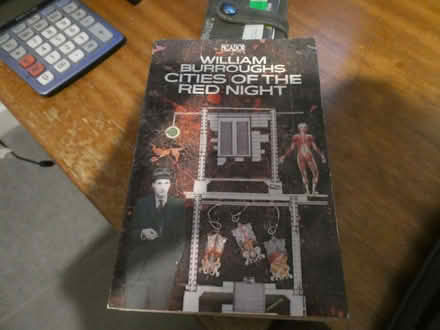 PICADOR
WILLIAM
BURROUGHS
CITIES OF THE
RED NIGHT